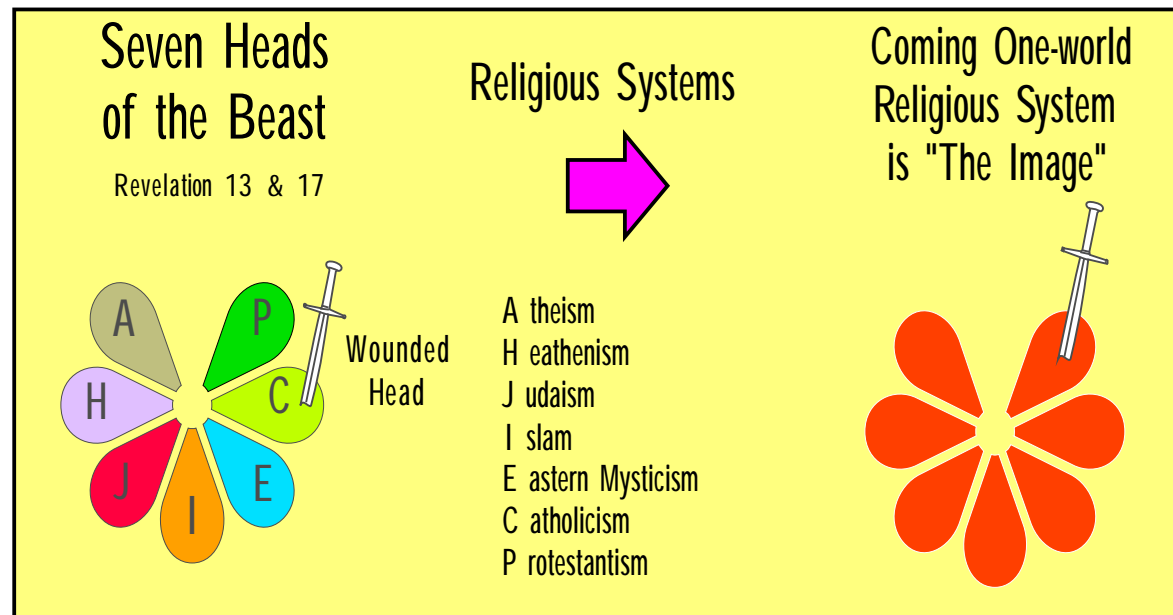 Seven Heads
of the Beast
Revelation 13 & 17
A
P
H
C
J
E
I
Wounded
Head
Religious Systems
A theism
H eathenism
J udaism
I slam
E astern Mysticism
C atholicism
P rotestantism
Coming One-world
Religious System
is "The Image"